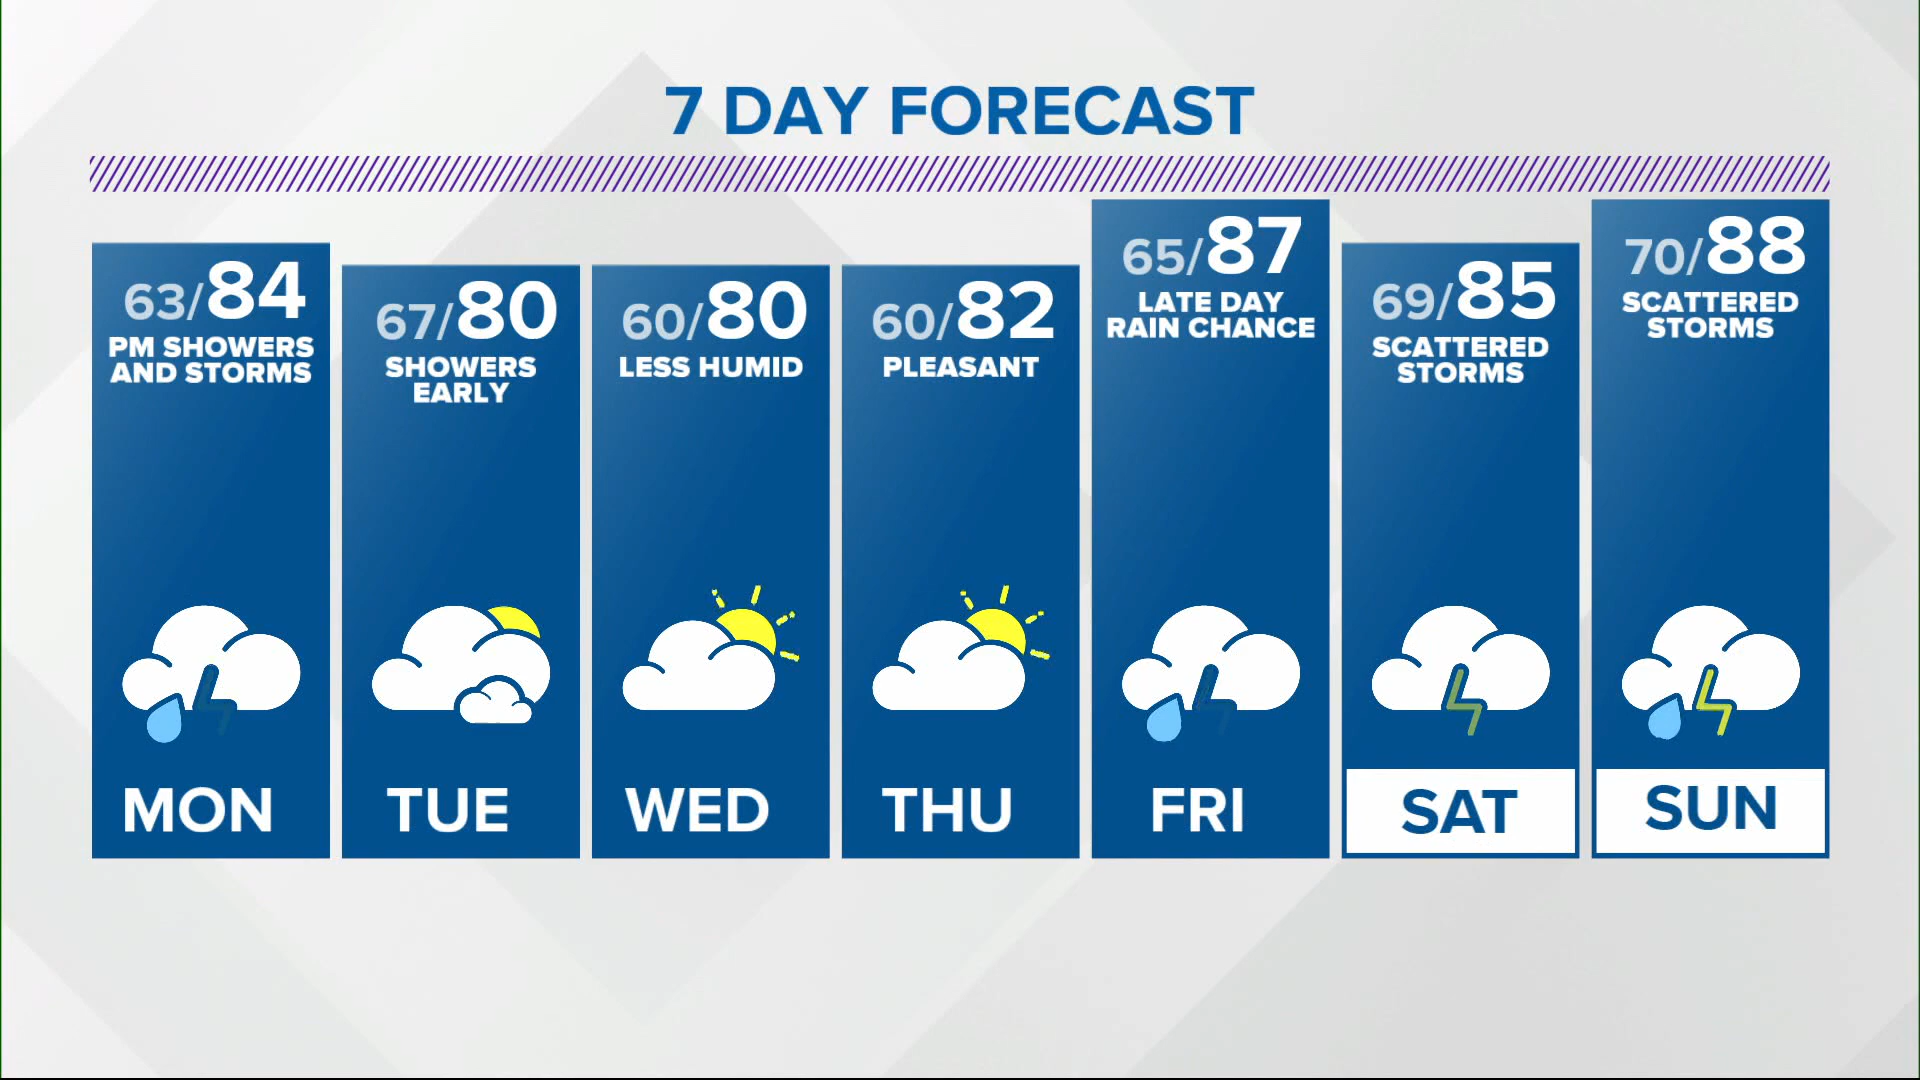 7 DAY FORECAST
63/84
PM SHOWERS
AND STORMS
MON
67/80
SHOWERS
EARLY
TUE
60/80
LESS HUMID
WED
60/82
PLEASANT
THU
65/87
LATE DAY
RAIN CHANCE
FRI
69/85
SCATTERED
STORMS
SAT
70/88
SCATTERED
STORMS
SUN